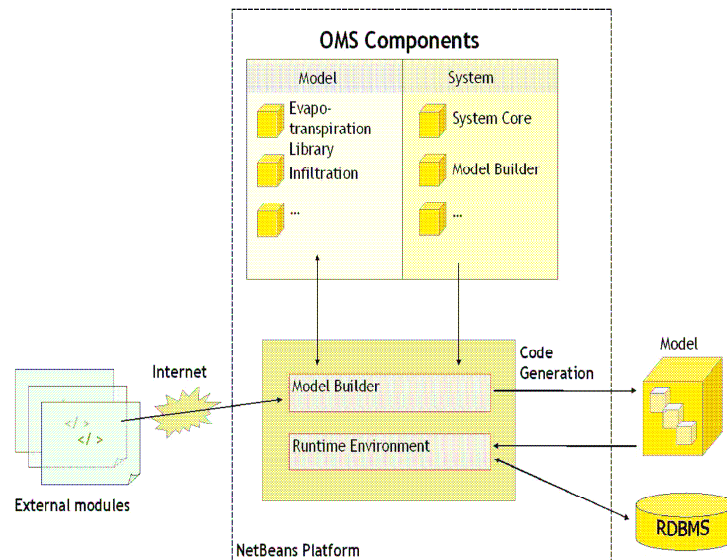 OMS Components
Model
System
Evapo-
transpiration
Library
Infiltration
...
System Core
Model Builder
...
Code
Generation
Model
Internet
Model Builder
Runtime Environment
</>
</>
External modules
RDBMS
NetBeans Platform